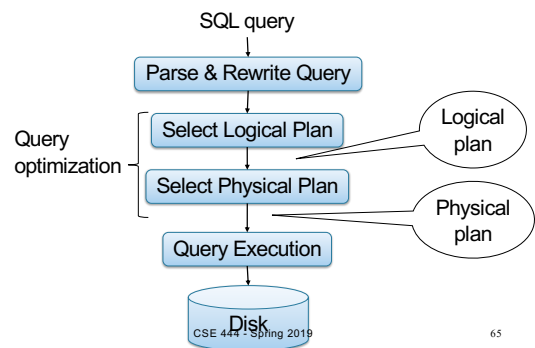 SQL query
Parse & Rewrite Query
Query
optimization
Select Logical Plan
Logical
plan
Select Physical Plan
Physical
plan
Query Execution
Disk
CSE 444 - Spring 2019
65